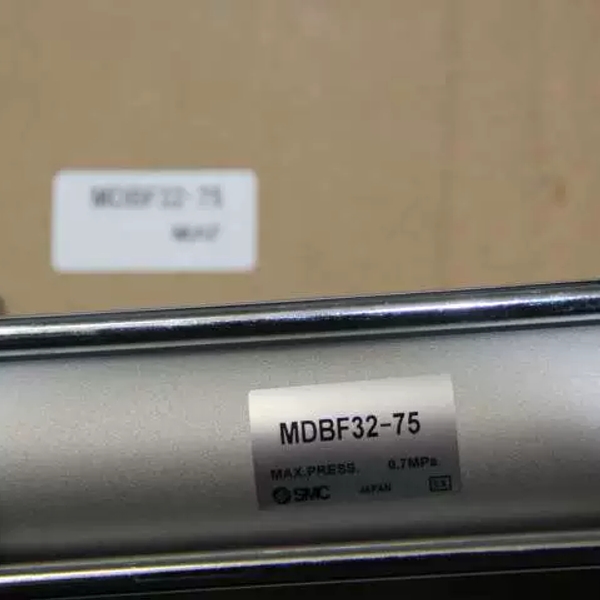 MDBF32-75
MDBF32-75
MAX.PRESS. 0.7MPa
SMC JAPAN